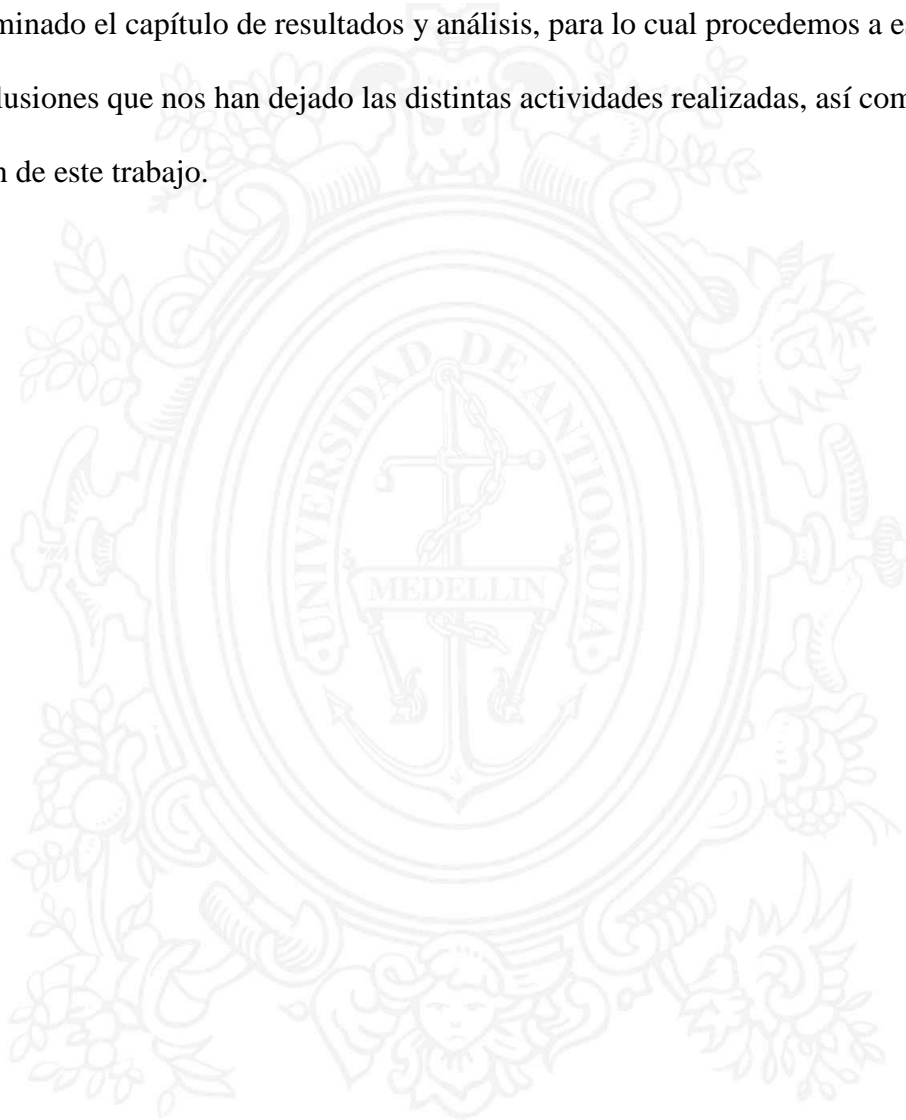 minado el capítulo de resultados y análisis, para lo cual procedemos a e
lusiones que nos han dejado las distintas actividades realizadas, así com
n de este trabajo.
UNIVERSIDAD DE ANTIOQUIA
MEDELLIN